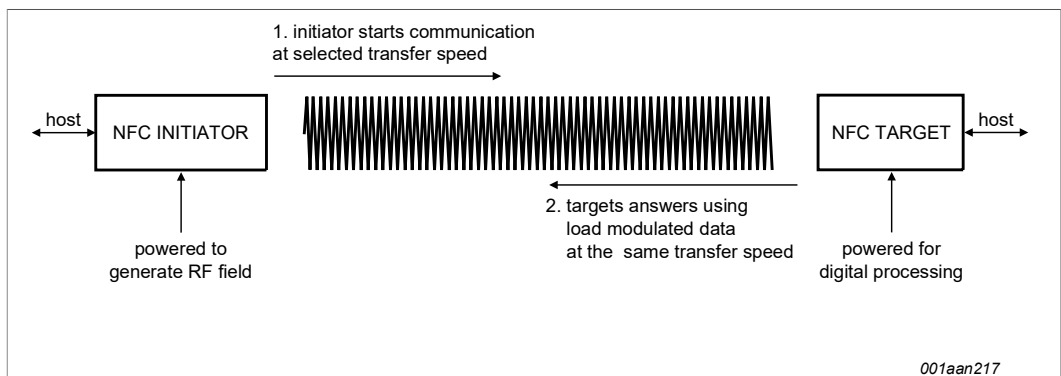 1. initiator starts communication
at selected transfer speed
host
NFC INITIATOR
NFC TARGET
host
2. targets answers using
load modulated data
at the same transfer speed
powered to
generate RF field
powered for
digital processing
001aan217